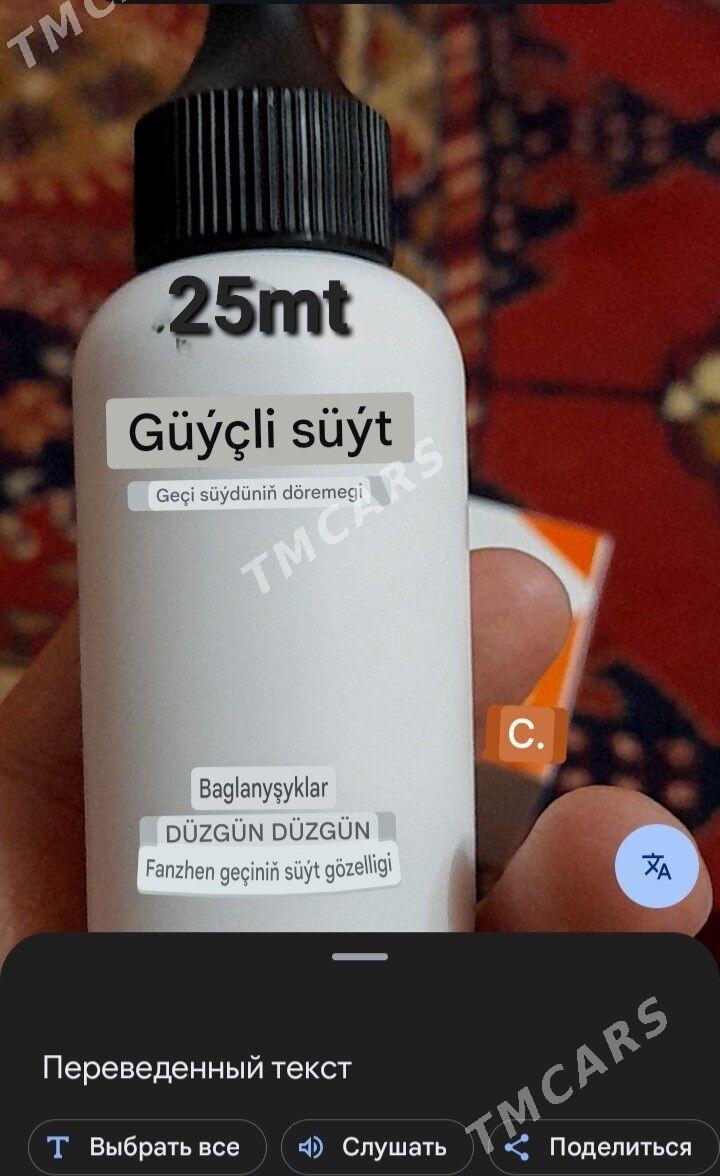 TMCARS
25mt
Güýçli süýt
Geçi süýdüniň döremegi
TMCARS
C.
Baglanyşyklar
DÜZGÜN DÜZGÜN
Fanzhen geçiniň süýt gözelligi
Переведенный текст
TMCARS
Выбрать все
Слушать
Поделиться